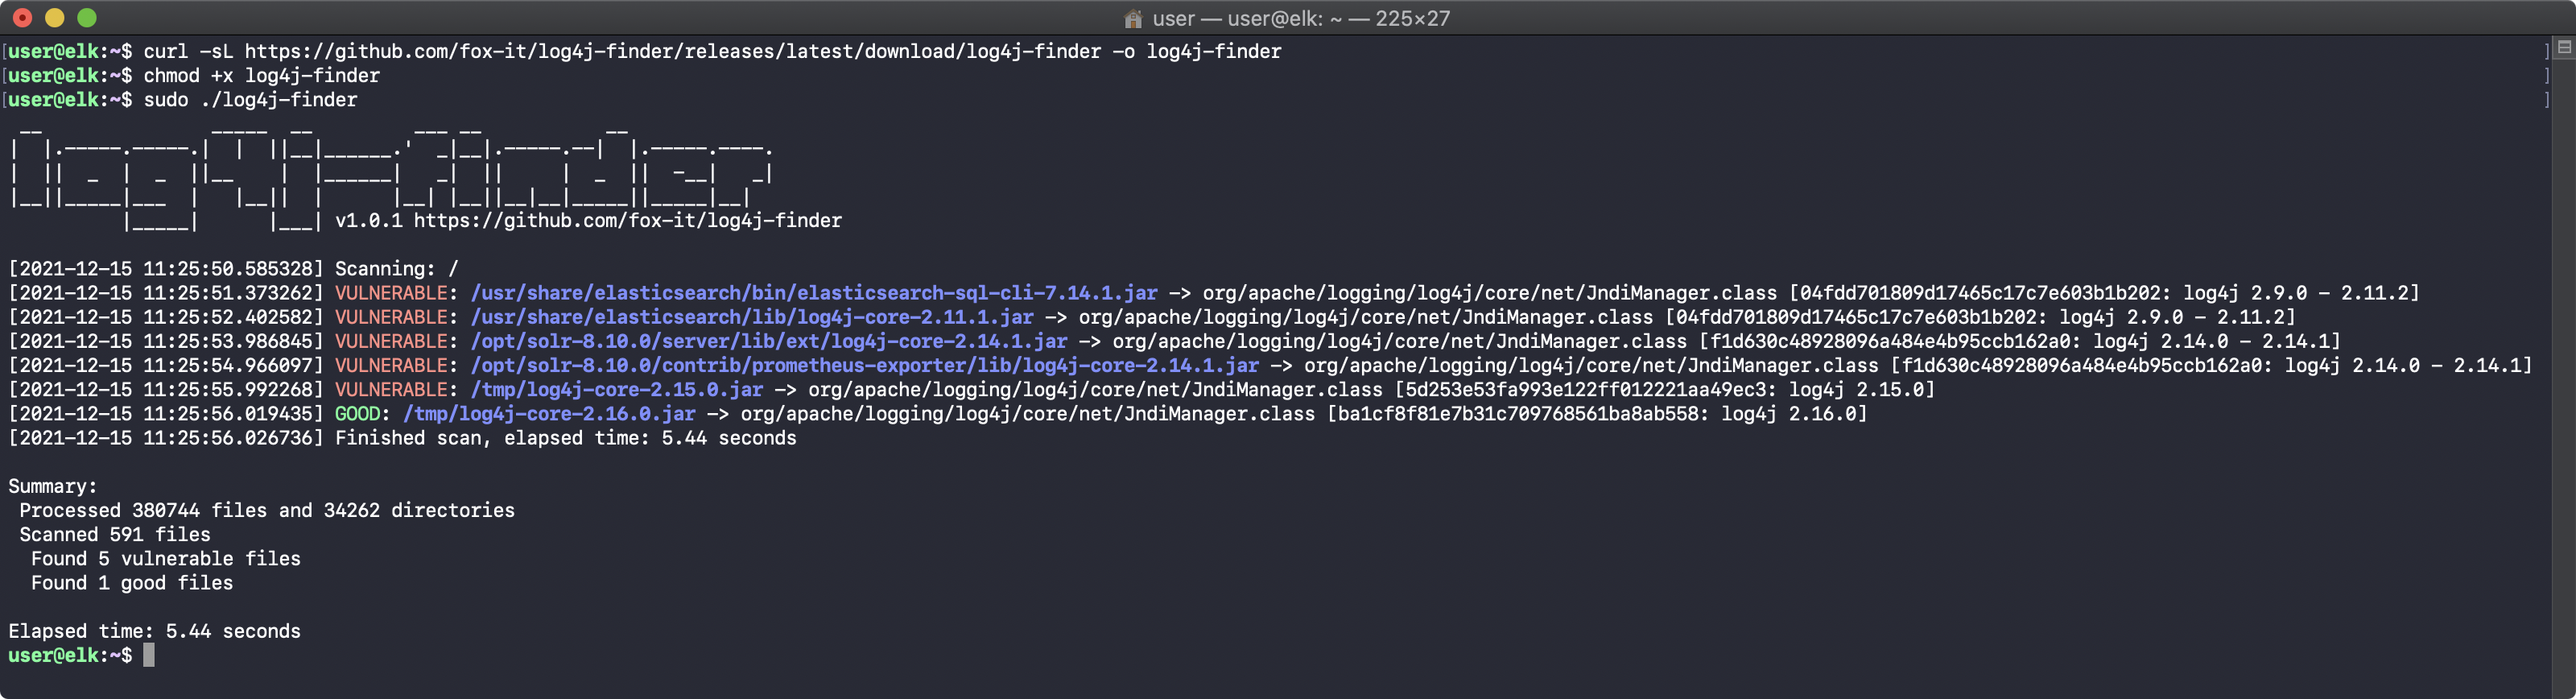 user — user@elk: ~ — 225×27
[user@elk:~$ curl -sL https://github.com/fox-it/log4j-finder/releases/latest/download/log4j-finder -o log4j-finder ]
[user@elk:~$ chmod +x log4j-finder ]
[user@elk:~$ sudo ./log4j-finder ]
log4j-finder
v1.0.1 https://github.com/fox-it/log4j-finder
[2021-12-15 11:25:50.585328] Scanning: /
[2021-12-15 11:25:51.373262] VULNERABLE: /usr/share/elasticsearch/bin/elasticsearch-sql-cli-7.14.1.jar -> org/apache/logging/log4j/core/net/JndiManager.class [04fdd701809d17465c17c7e603b1b202: log4j 2.9.0 - 2.11.2]
[2021-12-15 11:25:52.402582] VULNERABLE: /usr/share/elasticsearch/lib/log4j-core-2.11.1.jar -> org/apache/logging/log4j/core/net/JndiManager.class [04fdd701809d17465c17c7e603b1b202: log4j 2.9.0 - 2.11.2]
[2021-12-15 11:25:53.986845] VULNERABLE: /opt/solr-8.10.0/server/lib/ext/log4j-core-2.14.1.jar -> org/apache/logging/log4j/core/net/JndiManager.class [f1d630c48928096a484e4b95ccb162a0: log4j 2.14.0 - 2.14.1]
[2021-12-15 11:25:54.966097] VULNERABLE: /opt/solr-8.10.0/contrib/prometheus-exporter/lib/log4j-core-2.14.1.jar -> org/apache/logging/log4j/core/net/JndiManager.class [f1d630c48928096a484e4b95ccb162a0: log4j 2.14.0 - 2.14.1]
[2021-12-15 11:25:55.992268] VULNERABLE: /tmp/log4j-core-2.15.0.jar -> org/apache/logging/log4j/core/net/JndiManager.class [5d253e53fa993e122ff012221aa49ec3: log4j 2.15.0]
[2021-12-15 11:25:56.019435] GOOD: /tmp/log4j-core-2.16.0.jar -> org/apache/logging/log4j/core/net/JndiManager.class [ba1cf8f81e7b31c709768561ba8ab558: log4j 2.16.0]
[2021-12-15 11:25:56.026736] Finished scan, elapsed time: 5.44 seconds
Summary:
Processed 380744 files and 34262 directories
Scanned 591 files
Found 5 vulnerable files
Found 1 good files
Elapsed time: 5.44 seconds
user@elk:~$